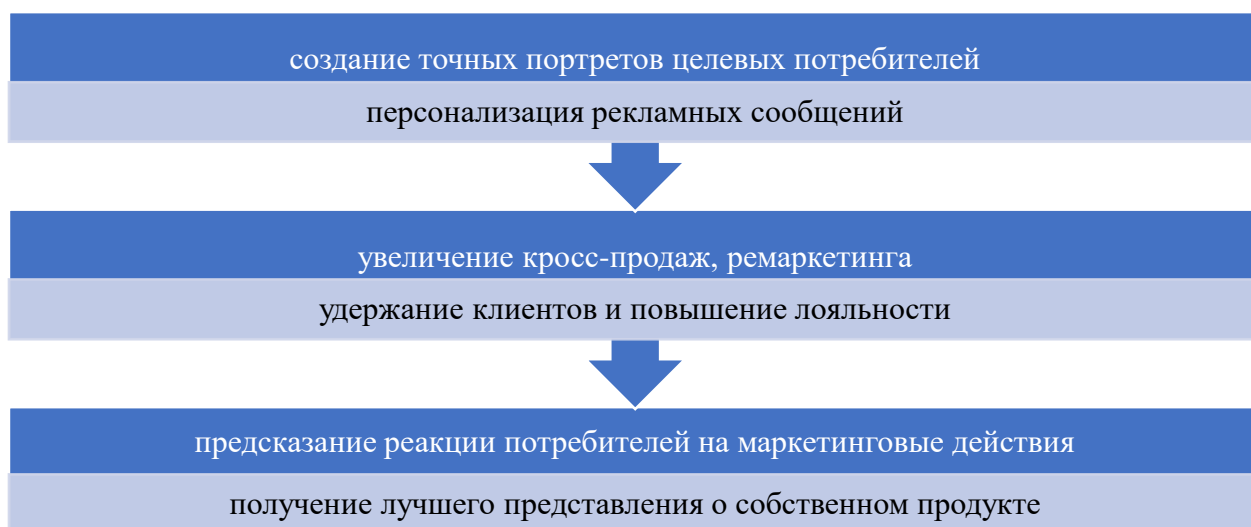 создание точных портретов целевых потребителей
персонализация рекламных сообщений
увеличение кросс-продаж, ремаркетинга
удержание клиентов и повышение лояльности
предсказание реакции потребителей на маркетинговые действия
получение лучшего представления о собственном продукте